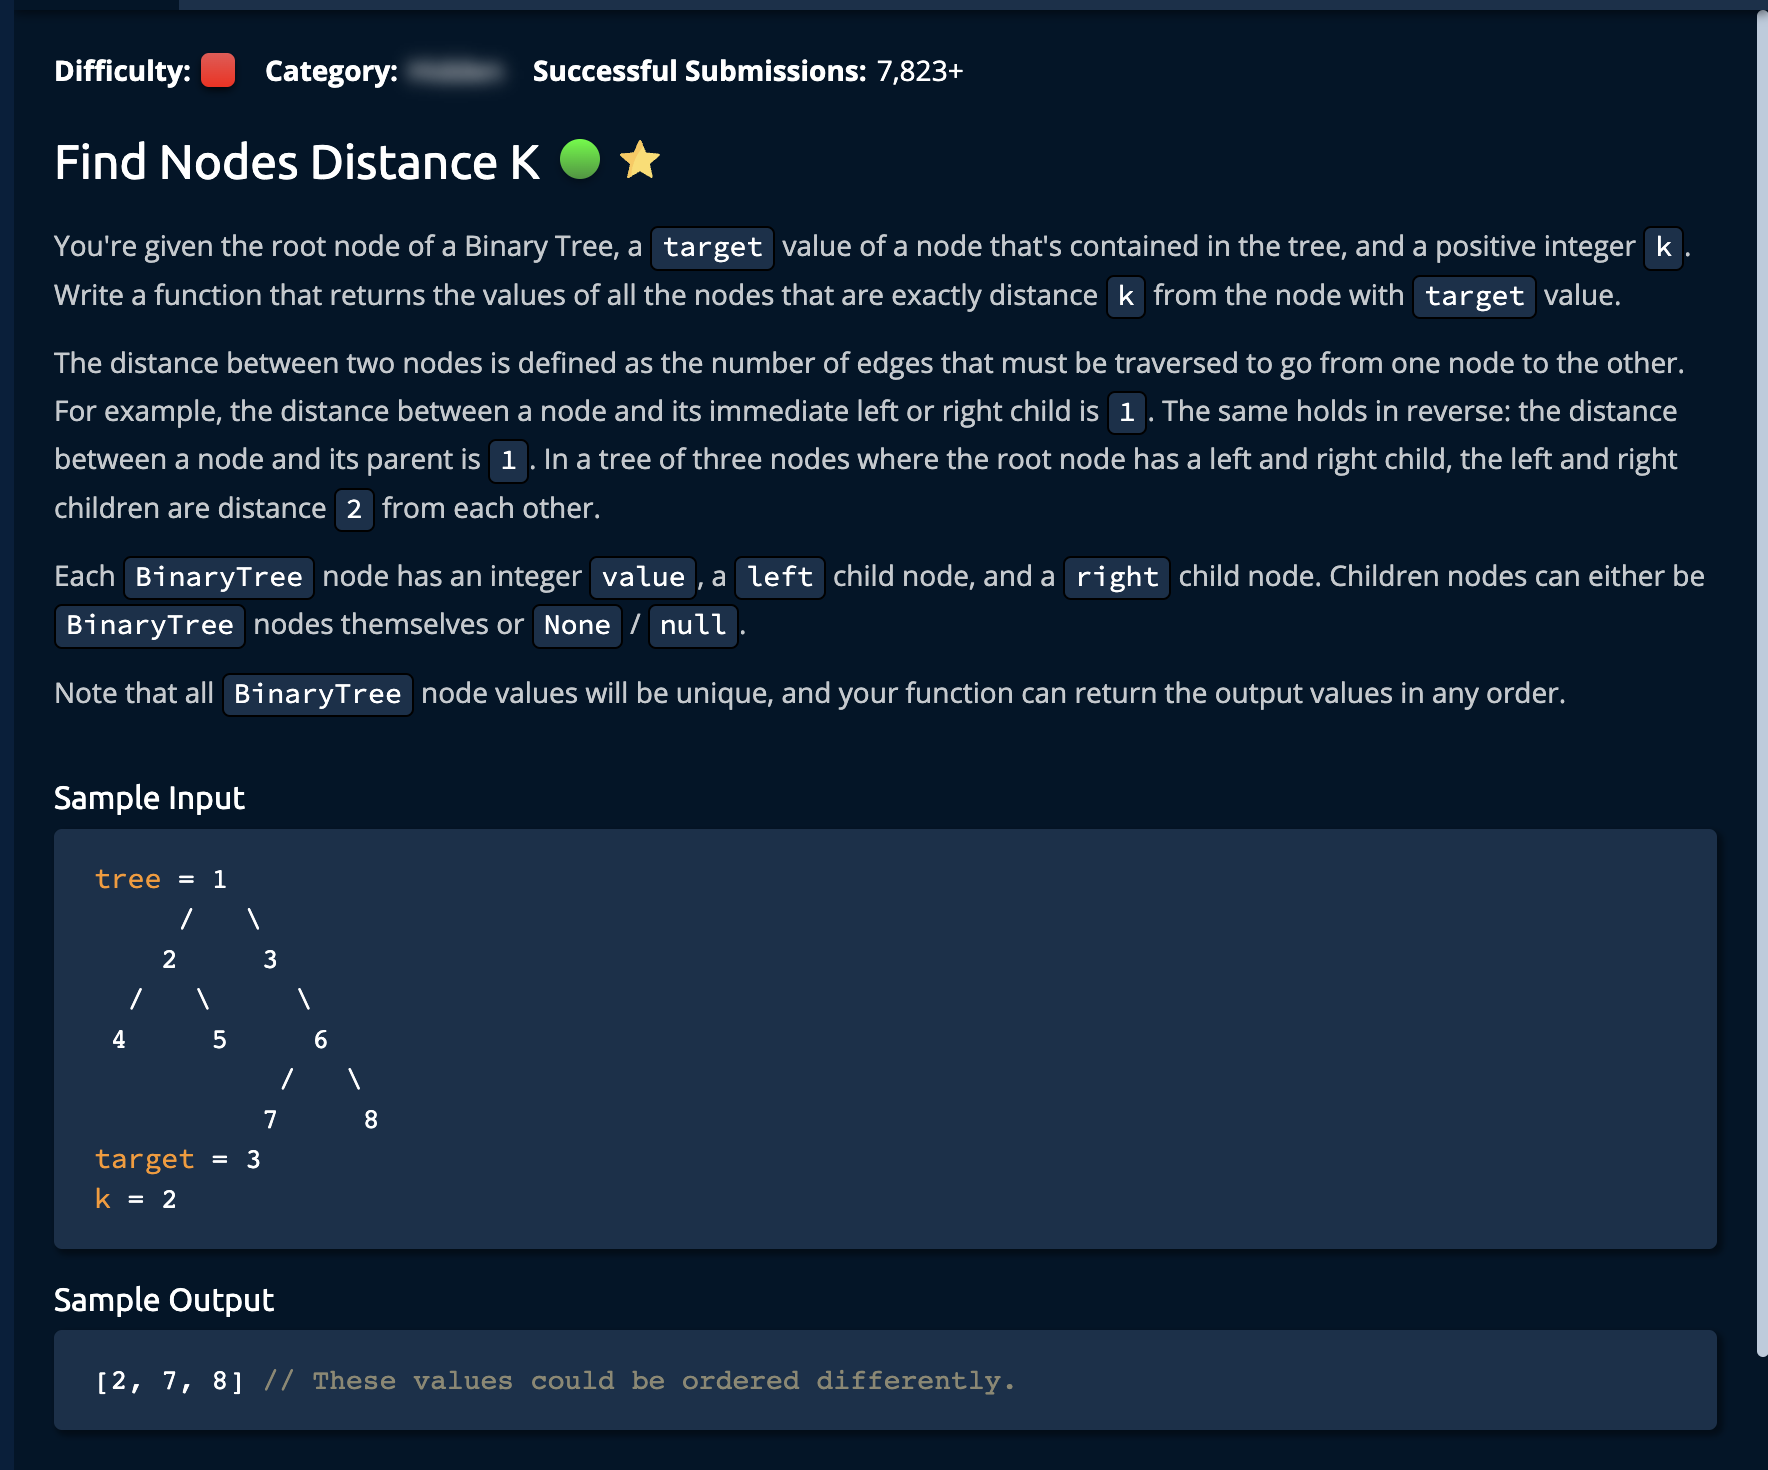 Difficulty: Category: Successful Submissions: 7,823+
Find Nodes Distance K
You're given the root node of a Binary Tree, a target value of a node that's contained in the tree, and a positive integer k.
Write a function that returns the values of all the nodes that are exactly distance k from the node with target value.
The distance between two nodes is defined as the number of edges that must be traversed to go from one node to the other.
For example, the distance between a node and its immediate left or right child is 1. The same holds in reverse: the distance
between a node and its parent is 1. In a tree of three nodes where the root node has a left and right child, the left and right
children are distance 2 from each other.
Each BinaryTree node has an integer value, a left child node, and a right child node. Children nodes can either be
BinaryTree nodes themselves or None / null.
Note that all BinaryTree node values will be unique, and your function can return the output values in any order.
Sample Input
tree = 1
/ \
2 3
/ \ \
4 5 6
/ \
7 8
target = 3
k = 2
Sample Output
[2, 7, 8] // These values could be ordered differently.